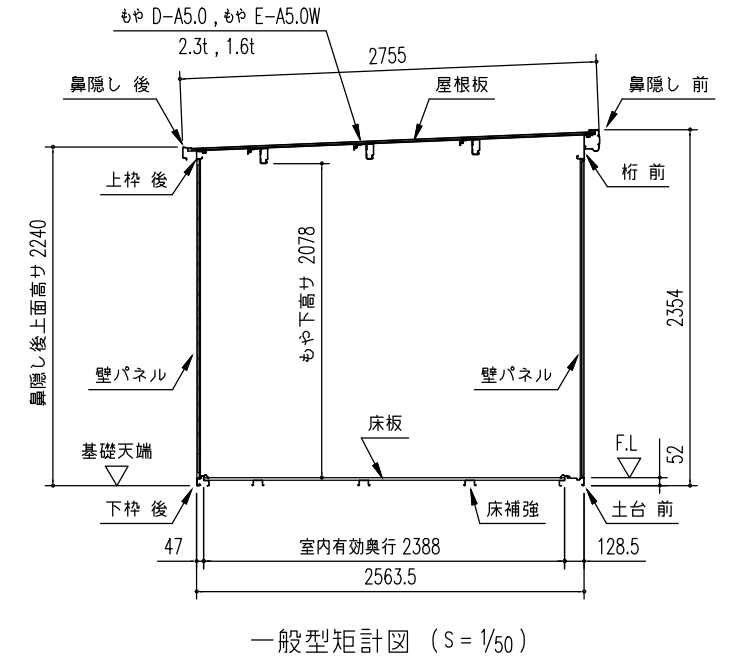 もや D-A5.0 , もや E-A5.0W
2.3t , 1.6t
2755
鼻隠し 後
屋根板
鼻隠し 前
上枠 後
桁 前
鼻隠し後上面高サ 2240
もや下高サ 2078
2354
壁パネル
壁パネル
床板
基礎天端
F.L
52
下枠 後
床補強
土台 前
47
室内有効奥行 2388
128.5
2563.5
一般型矩計図 (S=1/50)